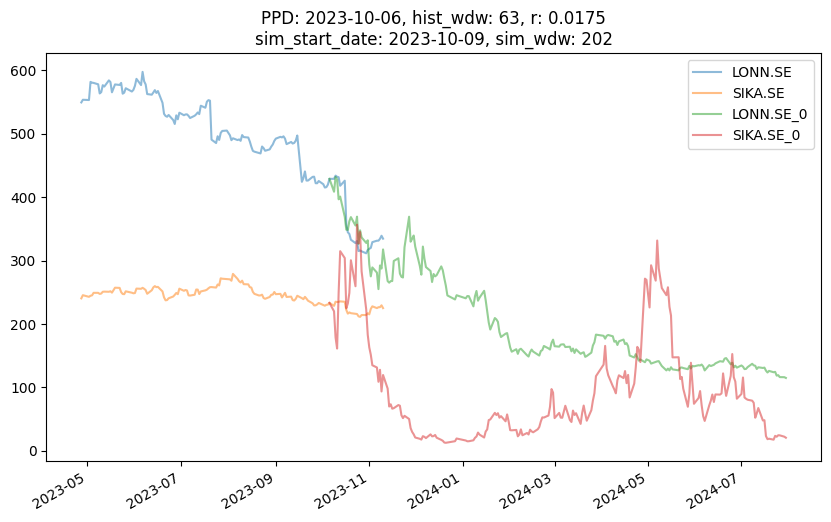 PPD: 2023-10-06, hist_wdw: 63, r: 0.0175
sim_start_date: 2023-10-09, sim_wdw: 202
LONN.SE
SIKA.SE
LONN.SE_0
SIKA.SE_0
600
500
400
300
200
100
0
2023-05
2023-07
2023-09
2023-11
2024-01
2024-03
2024-05
2024-07